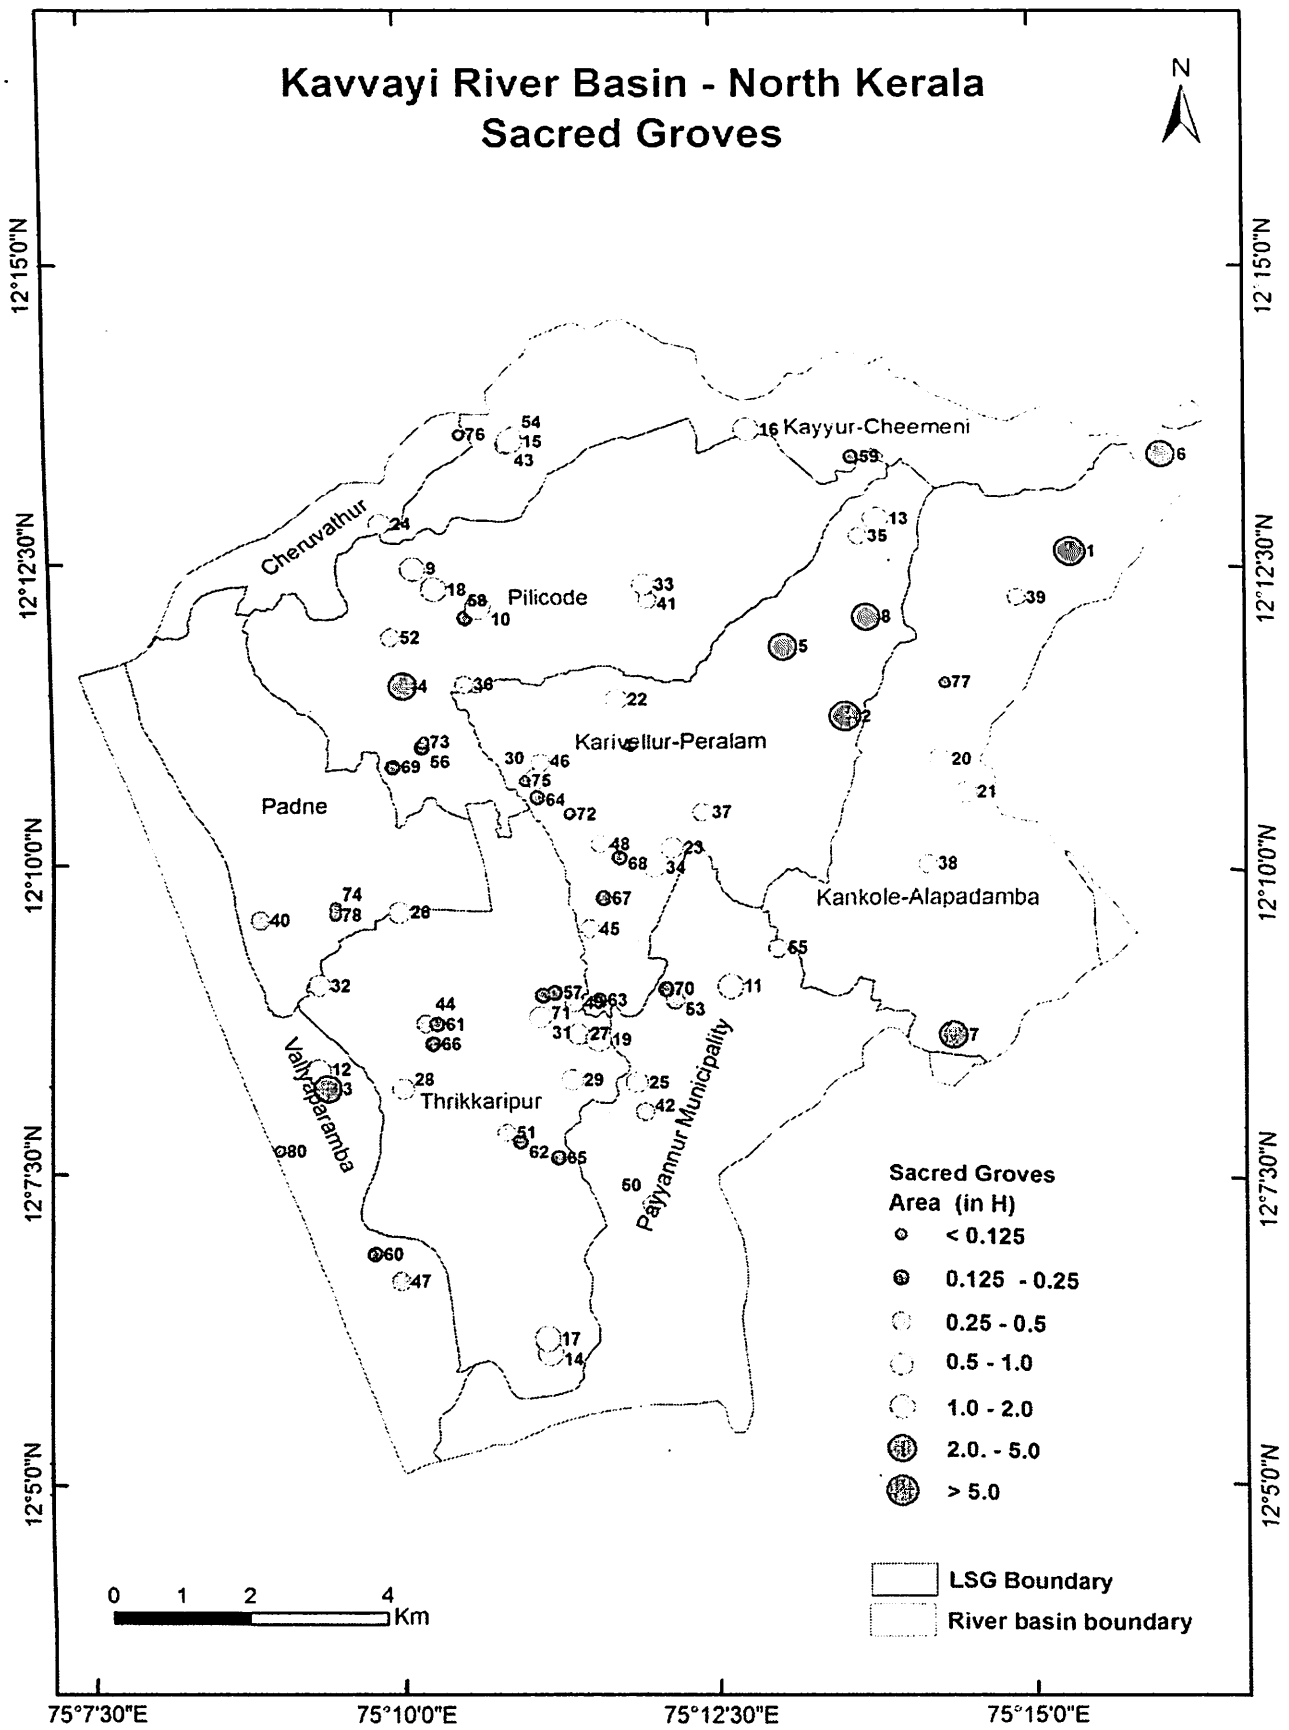 Kavvayi River Basin - North Kerala
Sacred Groves
N
12°15'0"N
12°15'0"N
54
76
15
43
16
Kayyur-Cheemeni
59
6
24
13
35
Cheruvathur
12°12'30"N
12°12'30"N
1
9
18
58
10
Pilicode
33
41
39
8
52
5
4
36
22
77
2
73
56
69
Karivellur-Peralam
30
46
75
64
72
20
21
Padne
37
48
68
23
34
38
12°10'0"N
12°10'0"N
Kankole-Alapadamba
67
74
78
40
26
45
55
32
57
63
70
53
11
44
61
71
49
66
31
27
19
7
Valiyaparamba
12
3
28
29
25
Thrikkaripur
42
Payyannur Municipality
51
62
65
80
50
12°7'30"N
12°7'30"N
60
47
17
14
Sacred Groves
Area (in H)
< 0.125
0.125 - 0.25
0.25 - 0.5
0.5 - 1.0
1.0 - 2.0
2.0. - 5.0
> 5.0
12°5'0"N
12°5'0"N
LSG Boundary
River basin boundary
0 1 2 4
Km
75°7'30"E 75°10'0"E 75°12'30"E 75°15'0"E